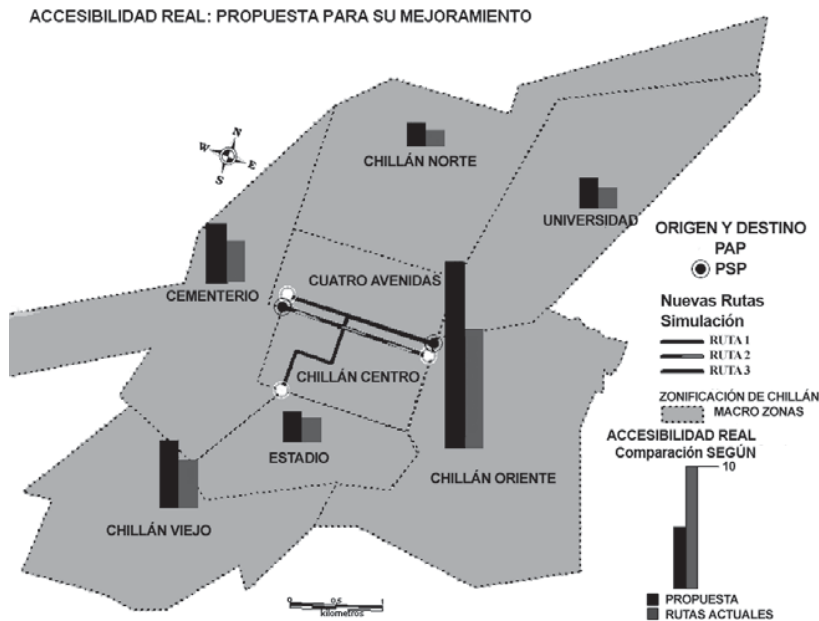 ACCESIBILIDAD REAL: PROPUESTA PARA SU MEJORAMIENTO
N
W
E
S
CHILLÁN NORTE
UNIVERSIDAD
CEMENTERIO
CUATRO AVENIDAS
CHILLÁN CENTRO
ESTADIO
CHILLÁN ORIENTE
CHILLÁN VIEJO
0 0.5 1
kilometros
ORIGEN Y DESTINO
PAP
PSP
Nuevas Rutas
Simulación
RUTA 1
RUTA 2
RUTA 3
ZONIFICACIÓN DE CHILLÁN
MACRO ZONAS
ACCESIBILIDAD REAL
Comparación SEGÚN
10
PROPUESTA
RUTAS ACTUALES